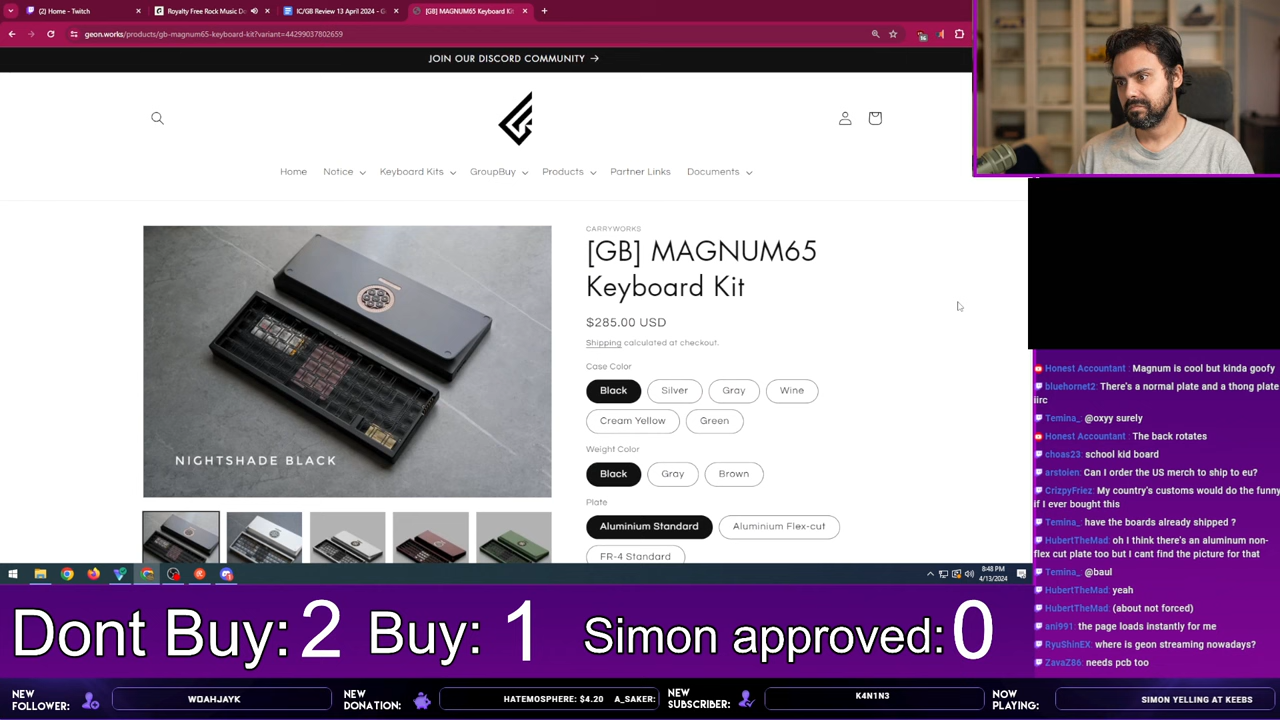 (2) Home - Twitch
Royalty Free Rock Music D
IC/GB Review 13 April 2024 - G
[GB] MAGNUM65 Keyboard Ki
geon.works/products/gb-magnum65-keyboard-kit?variant=44299037802659
JOIN OUR DISCORD COMMUNITY →
Home Notice Keyboard Kits GroupBuy Products Partner Links Documents
NIGHTSHADE BLACK
CARRYWORKS
[GB] MAGNUM65
Keyboard Kit
$285.00 USD
Shipping calculated at checkout.
Case Color
Black Silver Gray Wine
Cream Yellow Green
Weight Color
Black Gray Brown
Plate
Aluminium Standard Aluminium Flex-cut
FR-4 Standard
Honest Accountant : Magnum is cool but kinda goofy
bluehornet2: There's a normal plate and a thong plate
iirc
Temina_: @oxyy surely
Honest Accountant : The back rotates
choas23: school kid board
arstoien: Can I order the US merch to ship to eu?
CrizpyFriez: My country's customs would do the funny
if I ever bought this
Temina_: have the boards already shipped ?
HubertTheMad: oh I think there's an aluminum non-
flex cut plate too but I cant find the picture for that
Temina_: @baul
HubertTheMad: yeah
HubertTheMad: (about not forced)
ani991: the page loads instantly for me
RyuShinEX: where is geon streaming nowadays?
ZavaZ86: needs pcb too
8:48 PM
4/13/2024
Dont Buy: 2 Buy: 1 Simon approved: 0
NEW
FOLLOWER:
WOAHJAYK
NEW
DONATION:
HATEMOSPHERE: $4.20 A_SAKER:
NEW
SUBSCRIBER:
K4N1N3
NOW
PLAYING:
SIMON YELLING AT KEEBS